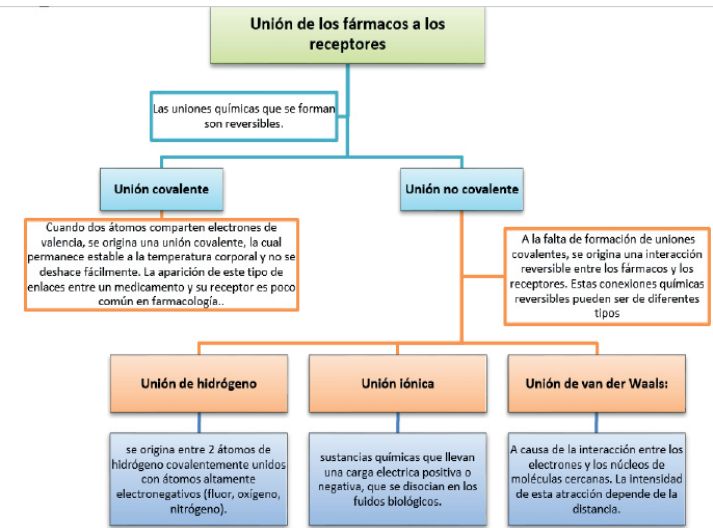 Unión de los fármacos a los
receptores
Las uniones químicas que se forman
son reversibles.
Unión covalente
Unión no covalente
Cuando dos átomos comparten electrones de
valencia, se origina una unión covalente, la cual
permanece estable a la temperatura corporal y no se
deshace fácilmente. La aparición de este tipo de
enlaces entre un medicamento y su receptor es poco
común en farmacología..
A la falta de formación de uniones
covalentes, se origina una interacción
reversible entre los fármacos y los
receptores. Estas conexiones químicas
reversibles pueden ser de diferentes
tipos
Unión de hidrógeno
Unión iónica
Unión de van der Waals:
se origina entre 2 átomos de
hidrógeno covalentemente unidos
con átomos altamente
electronegativos (fluor, oxígeno,
nitrógeno).
sustancias químicas que llevan
una carga electrica positiva o
negativa, que se disocian en los
fluidos biológicos.
A causa de la interacción entre los
electrones y los núcleos de
moléculas cercanas. La intensidad
de esta atracción depende de la
distancia.